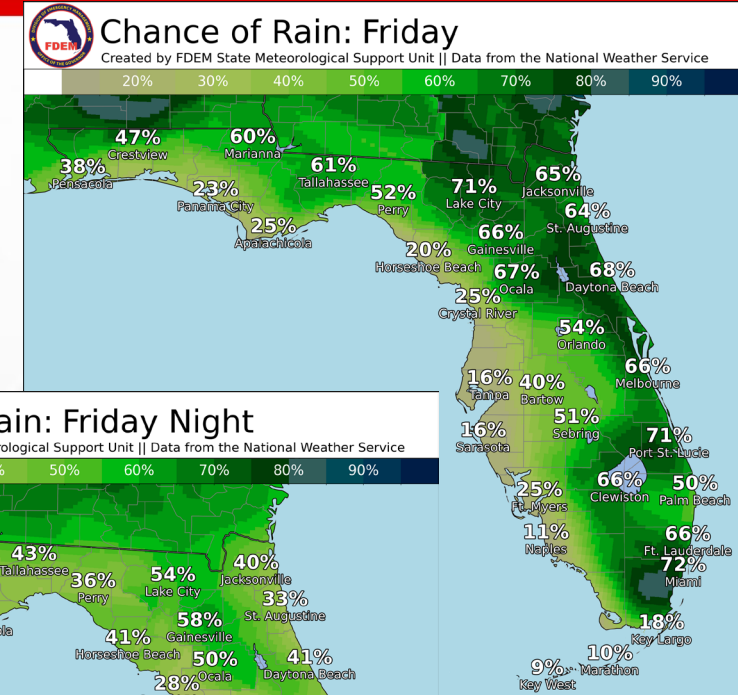 FDEM
Chance of Rain: Friday
Created by FDEM State Meteorological Support Unit || Data from the National Weather Service
20% 30% 40% 50% 60% 70% 80% 90%
47%
Crestview
60%
Marianna
38%
Pensacola
23%
Panama City
61%
Tallahassee
52%
Perry
25%
Apalachicola
71%
Lake City
65%
Jacksonville
64%
St. Augustine
66%
Gainesville
20%
Horseshoe Beach
67%
Ocala
68%
Daytona Beach
25%
Crystal River
54%
Orlando
66%
Melbourne
16%
Tampa
40%
Bartow
51%
Sebring
16%
Sarasota
71%
Port St. Lucie
66%
Clewiston
50%
Palm Beach
25%
Ft. Myers
11%
Naples
66%
Ft. Lauderdale
72%
Miami
18%
Key Largo
10%
Marathon
9%
Key West
ain: Friday Night
ological Support Unit || Data from the National Weather Service
% 50% 60% 70% 80% 90%
43%
Tallahassee
36%
Perry
54%
Lake City
40%
Jacksonville
33%
St. Augustine
58%
Gainesville
41%
Horseshoe Beach
la
50%
Ocala
41%
Daytona Beach
28%